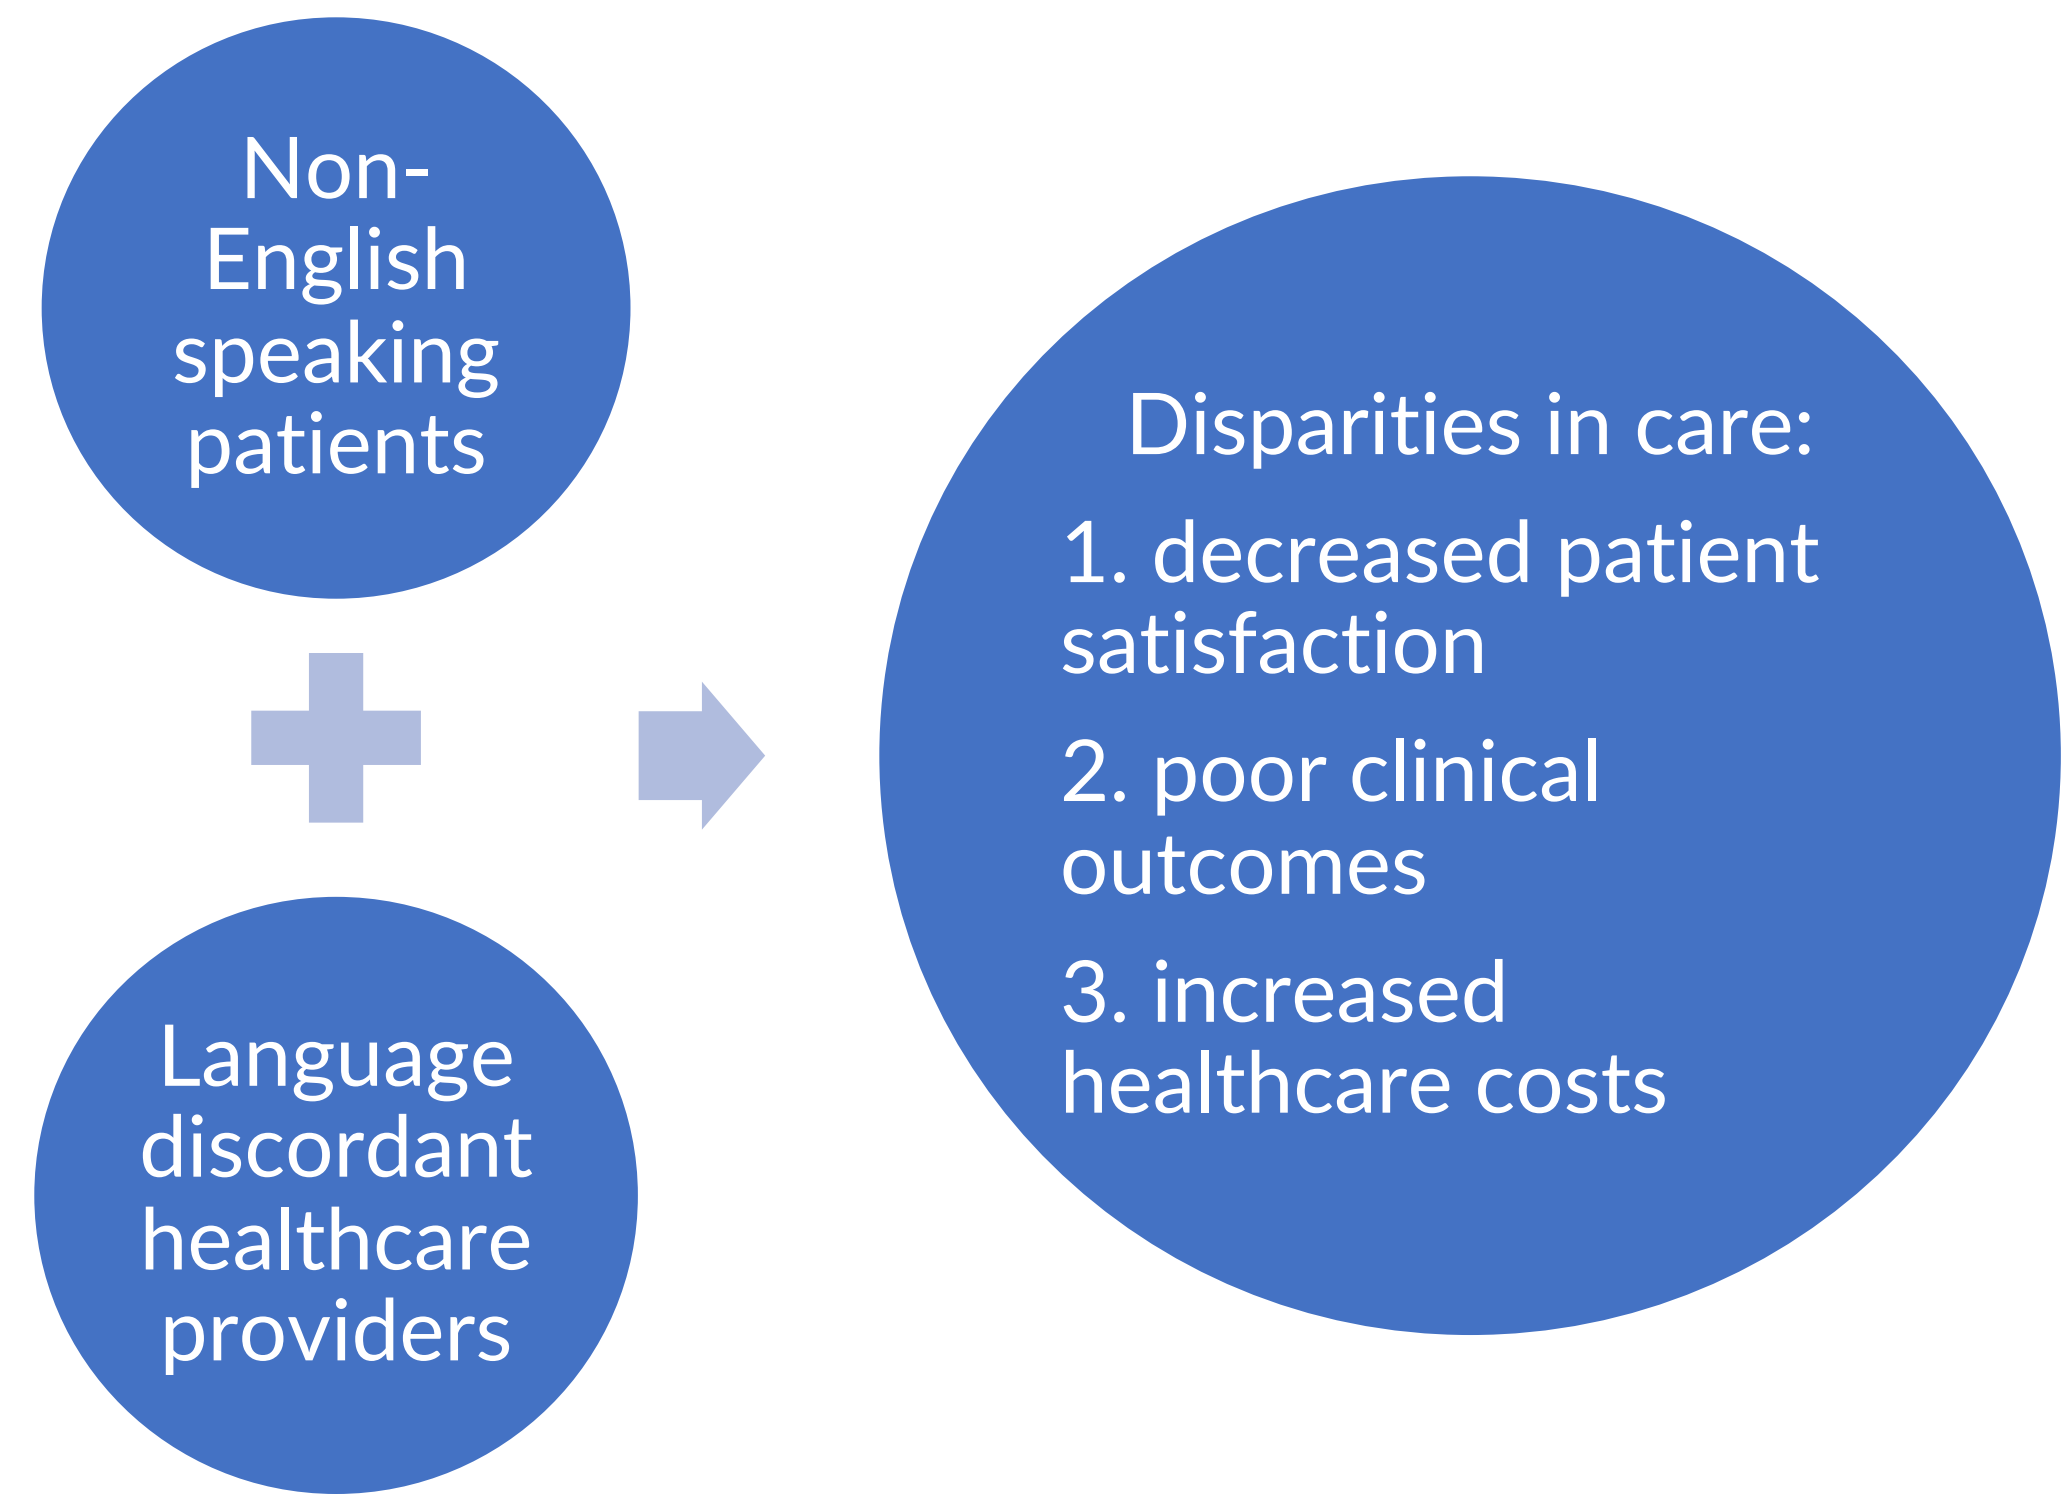 Non-
English
speaking
patients
Language
discordant
healthcare
providers
Disparities in care:
1. decreased patient
satisfaction
2. poor clinical
outcomes
3. increased
healthcare costs